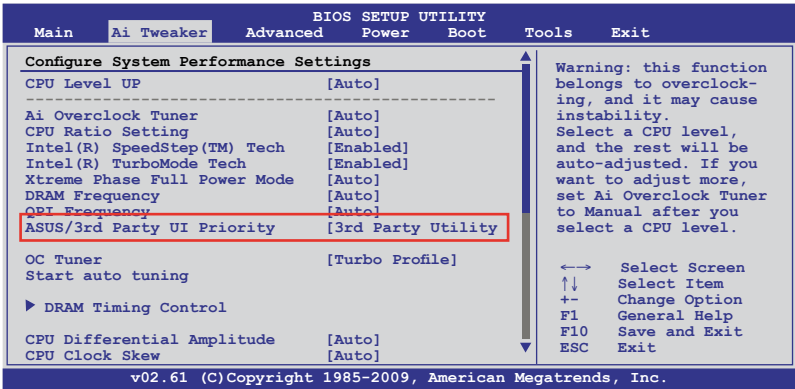 BIOS SETUP UTILITY
Main Ai Tweaker Advanced Power Boot Tools Exit
Configure System Performance Settings
CPU Level UP [Auto]
Ai Overclock Tuner [Auto]
CPU Ratio Setting [Auto]
Intel(R) SpeedStep(TM) Tech [Enabled]
Intel(R) TurboMode Tech [Enabled]
Xtreme Phase Full Power Mode [Auto]
DRAM Frequency [Auto]
QPI Frequency [Auto]
ASUS/3rd Party UI Priority [3rd Party Utility
OC Tuner [Turbo Profile]
Start auto tuning
DRAM Timing Control
CPU Differential Amplitude [Auto]
CPU Clock Skew [Auto]
Warning: this function
belongs to overclock-
ing, and it may cause
instability.
Select a CPU level,
and the rest will be
auto-adjusted. If you
want to adjust more,
set Ai Overclock Tuner
to Manual after you
select a CPU level.
←→ Select Screen
↑↓ Select Item
+- Change Option
F1 General Help
F10 Save and Exit
ESC Exit
v02.61 (C)Copyright 1985-2009, American Megatrends, Inc.